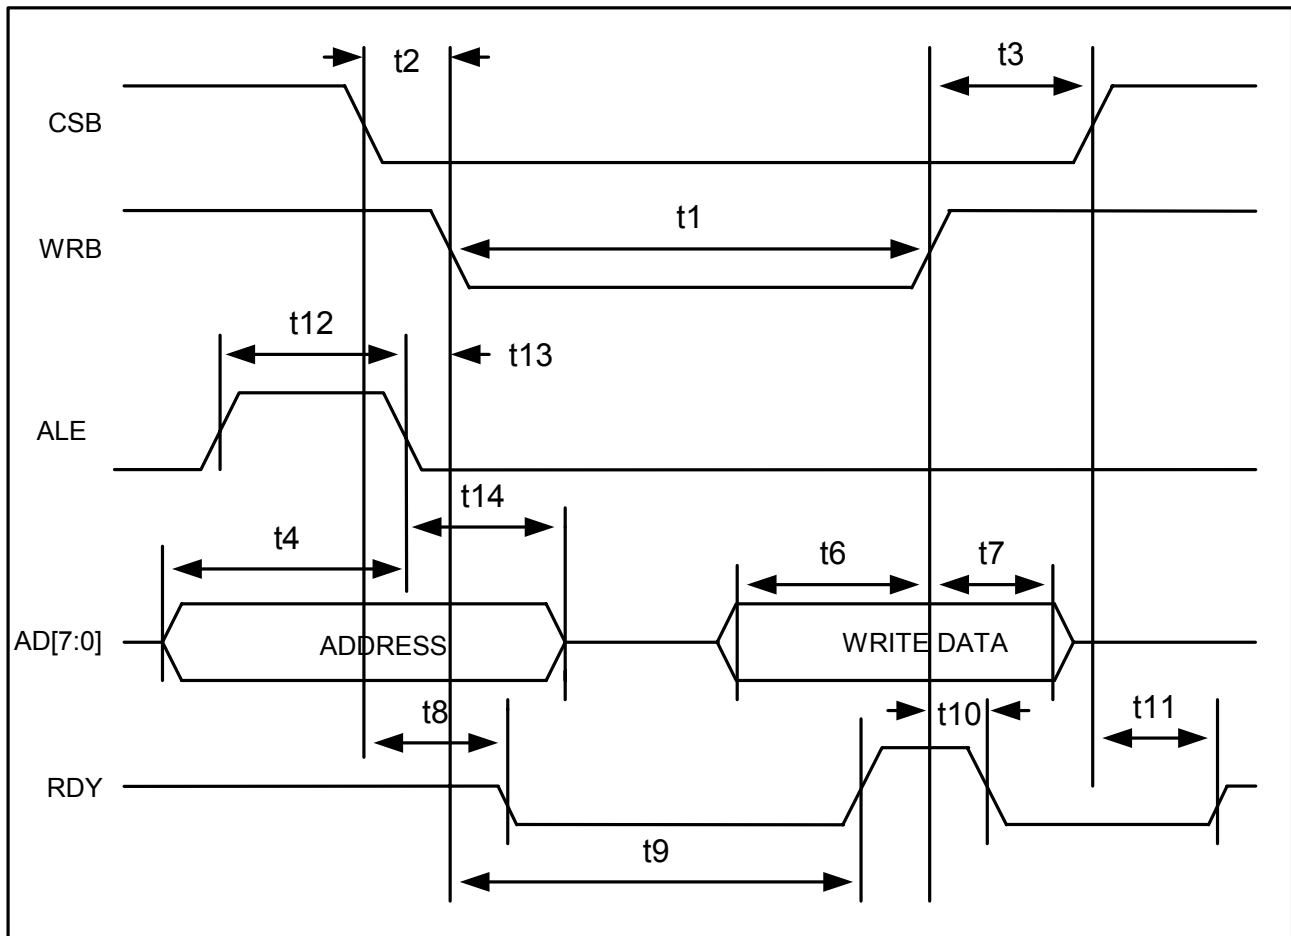 t2
t3
CSB
t1
WRB
t12
t13
ALE
t14
t4
t6
t7
AD[7:0]
ADDRESS
WRITE DATA
t8
t10
t11
RDY
t9